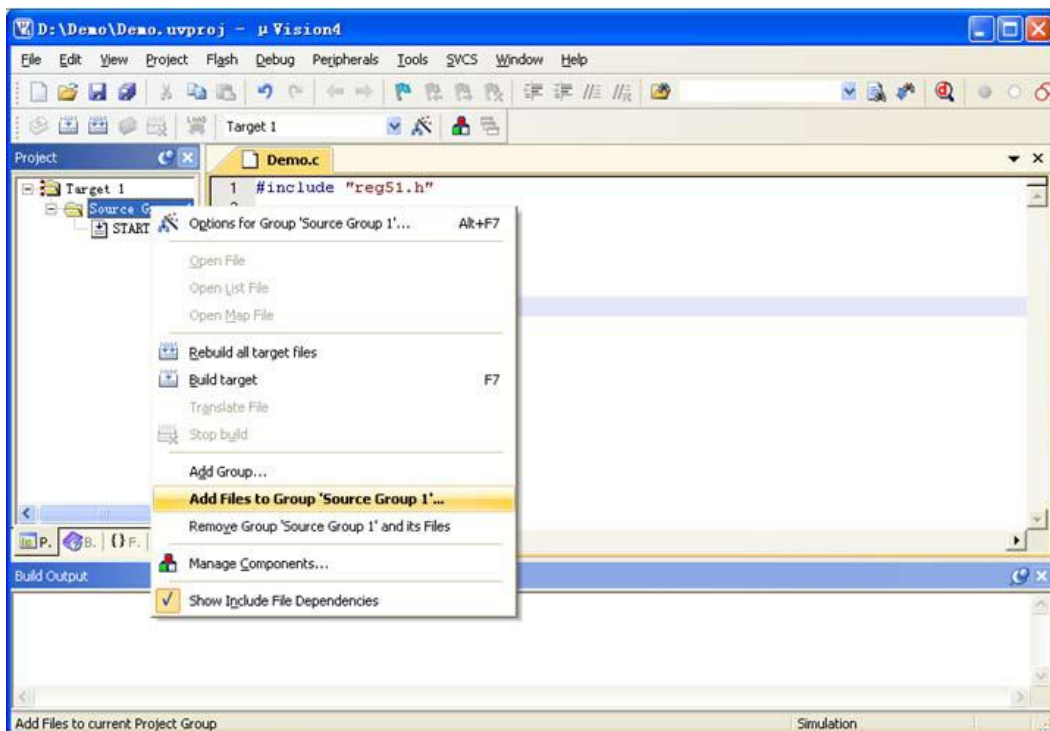 D:\Demo\Demo.uvproj - µVision4
File Edit View Project Flash Debug Peripherals Tools SVCS Window Help
Target 1
Project
Demo.c
Target 1
1 #include "reg51.h"
Source G
2
START
Options for Group 'Source Group 1'... Alt+F7
Open File
Open List File
Open Map File
Rebuild all target files
Build target F7
Translate File
Stop build
Add Group...
Add Files to Group 'Source Group 1'...
Remove Group 'Source Group 1' and its Files
Manage Components...
Show Include File Dependencies
P. B. {} F.
Build Output
Add Files to current Project Group Simulation